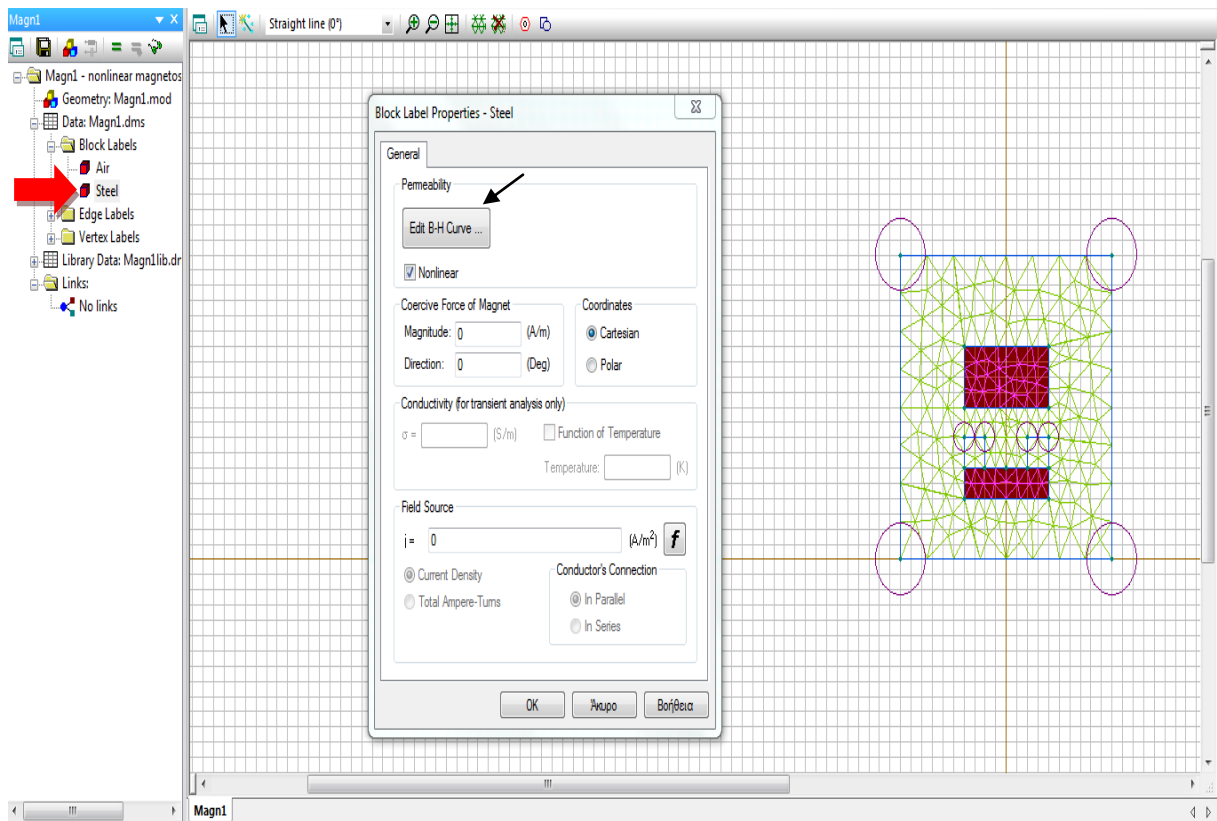 Magn1
Straight line (0°)
Magn1 - nonlinear magnetos
Geometry: Magn1.mod
Data: Magn1.dms
Block Labels
Air
Steel
Edge Labels
Vertex Labels
Library Data: Magn1lib.dr
Links:
No links
Block Label Properties - Steel
General
Permeability
Edit B-H Curve ...
Nonlinear
Coercive Force of Magnet
Magnitude: 0 (A/m)
Direction: 0 (Deg)
Coordinates
Cartesian
Polar
Conductivity (for transient analysis only)
σ = (S/m)
Function of Temperature
Temperature: (K)
Field Source
j = 0 (A/m²) f
Current Density
Total Ampere-Turns
Conductor's Connection
In Parallel
In Series
OK Άκυρο Βοήθεια
Magn1